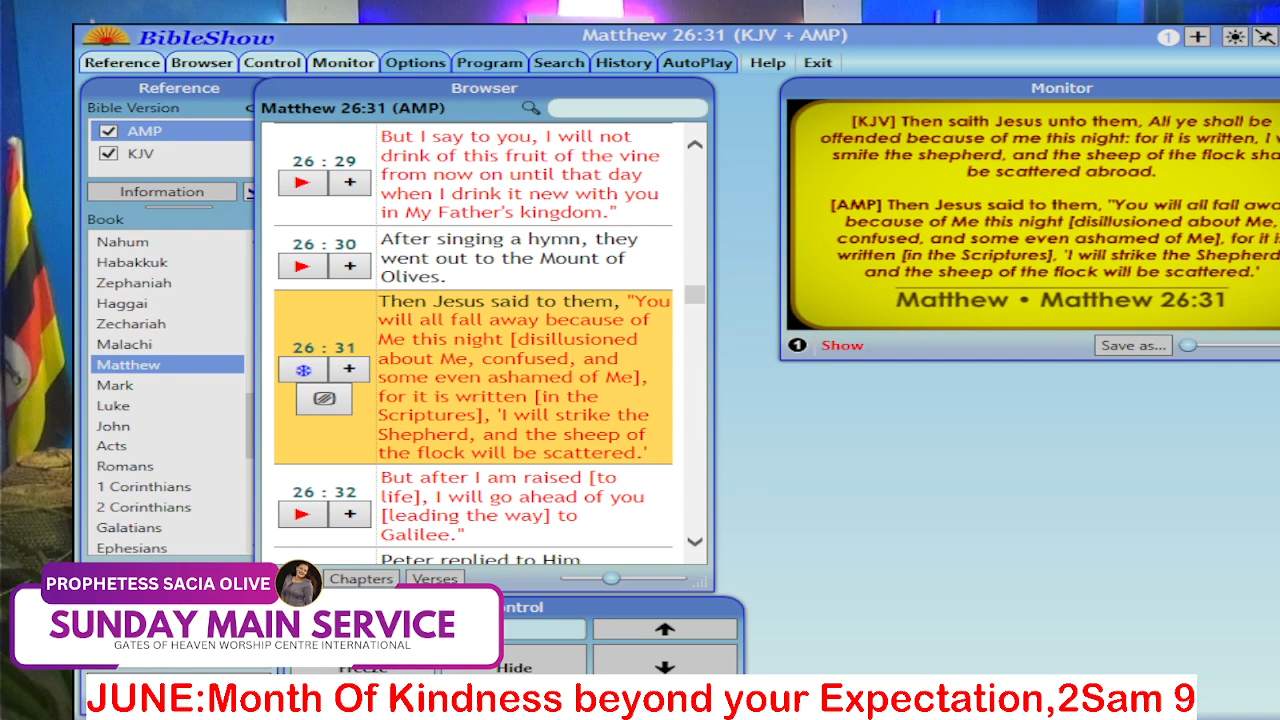 BibleShow
Matthew 26:31 (KJV + AMP)
1
Reference Browser Control Monitor Options Program Search History AutoPlay Help Exit
Reference
Bible Version
AMP
KJV
Information
Book
Nahum
Habakkuk
Zephaniah
Haggai
Zechariah
Malachi
Matthew
Mark
Luke
John
Acts
Romans
1 Corinthians
2 Corinthians
Galatians
Ephesians
Browser
Matthew 26:31 (AMP)
26 : 29
But I say to you, I will not
drink of this fruit of the vine
from now on until that day
when I drink it new with you
in My Father's kingdom."
26 : 30
After singing a hymn, they
went out to the Mount of
Olives.
26 : 31
Then Jesus said to them, "You
will all fall away because of
Me this night [disillusioned
about Me, confused, and
some even ashamed of Me],
for it is written [in the
Scriptures], 'I will strike the
Shepherd, and the sheep of
the flock will be scattered.'
26 : 32
But after I am raised [to
life], I will go ahead of you
[leading the way] to
Galilee."
Peter replied to Him
Chapters Verses
Monitor
[KJV] Then saith Jesus unto them, All ye shall be
offended because of me this night: for it is written, I
smite the shepherd, and the sheep of the flock
be scattered abroad.
[AMP] Then Jesus said to them, "You will all fall
because of Me this night [disillusioned about Me,
confused, and some even ashamed of Me], for it
written [in the Scriptures], 'I will strike the Shepherd
and the sheep of the flock will be scattered.'
Matthew • Matthew 26:31
1 Show
Save as...
Hide
PROPHETESS SACIA OLIVE
SUNDAY MAIN SERVICE
GATES OF HEAVEN WORSHIP CENTRE INTERNATIONAL
JUNE:Month Of Kindness beyond your Expectation,2Sam 9